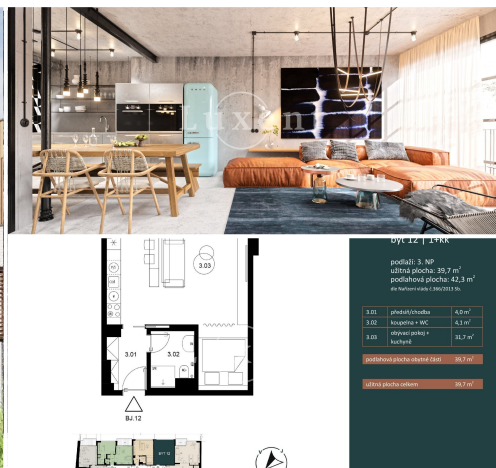 Luxent
byt 12 | 1+kk
podlaží: 3. NP
užitná plocha: 39,7 m²
podlahová plocha: 42,3 m²
dle Nařízení vlády č.366/2013 Sb.
3.01 předsíň/chodba 4,0 m²
3.02 koupelna + WC 4,1 m²
3.03 obývací pokoj + kuchyně 31,7 m²
podlahová plocha obytné části 39,7 m²
užitná plocha celkem 39,7 m²
3.03
3.01
3.02
BJ.12
BYT 12